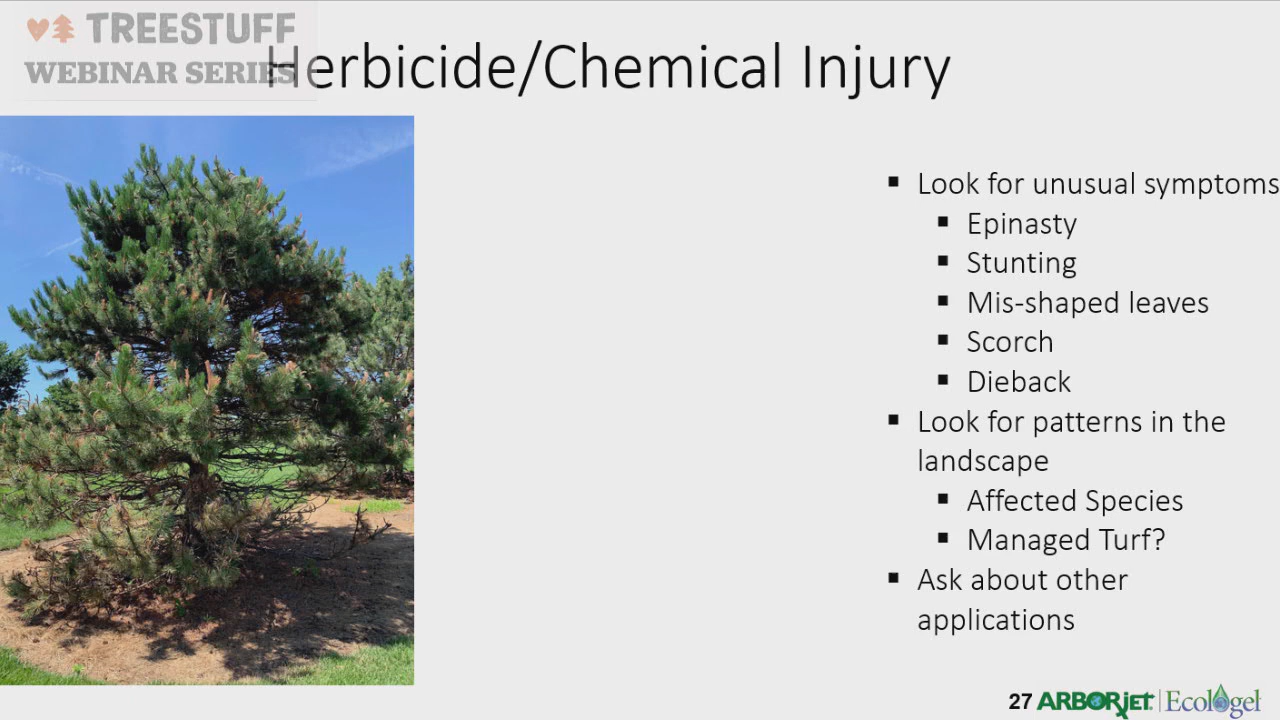 TREESTUFF
WEBINAR SERIES
Herbicide/Chemical Injury
▪ Look for unusual symptoms
▪ Epinasty
▪ Stunting
▪ Mis-shaped leaves
▪ Scorch
▪ Dieback
▪ Look for patterns in the
landscape
▪ Affected Species
▪ Managed Turf?
▪ Ask about other
applications
27 ARBORjet | Ecologel